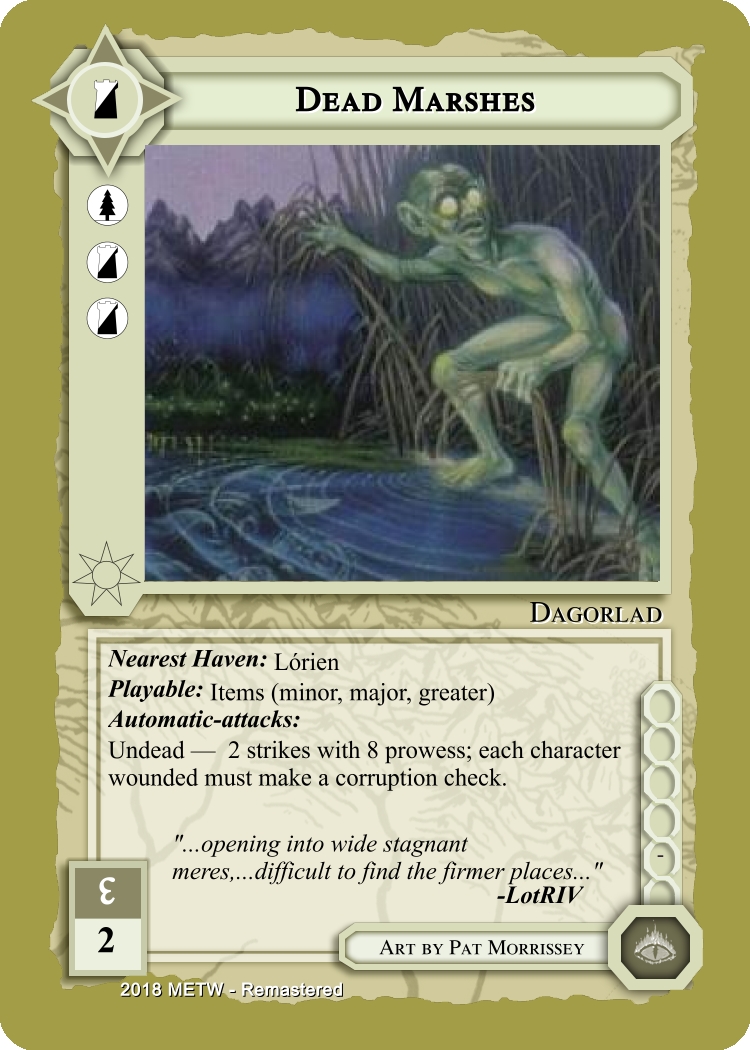 Dead Marshes
Dagorlad
Nearest Haven: Lórien
Playable: Items (minor, major, greater)
Automatic-attacks:
Undead — 2 strikes with 8 prowess; each character
wounded must make a corruption check.
"...opening into wide stagnant
meres,...difficult to find the firmer places..."
-LotRIV
-
ε
2
Art by Pat Morrissey
2018 METW - Remastered